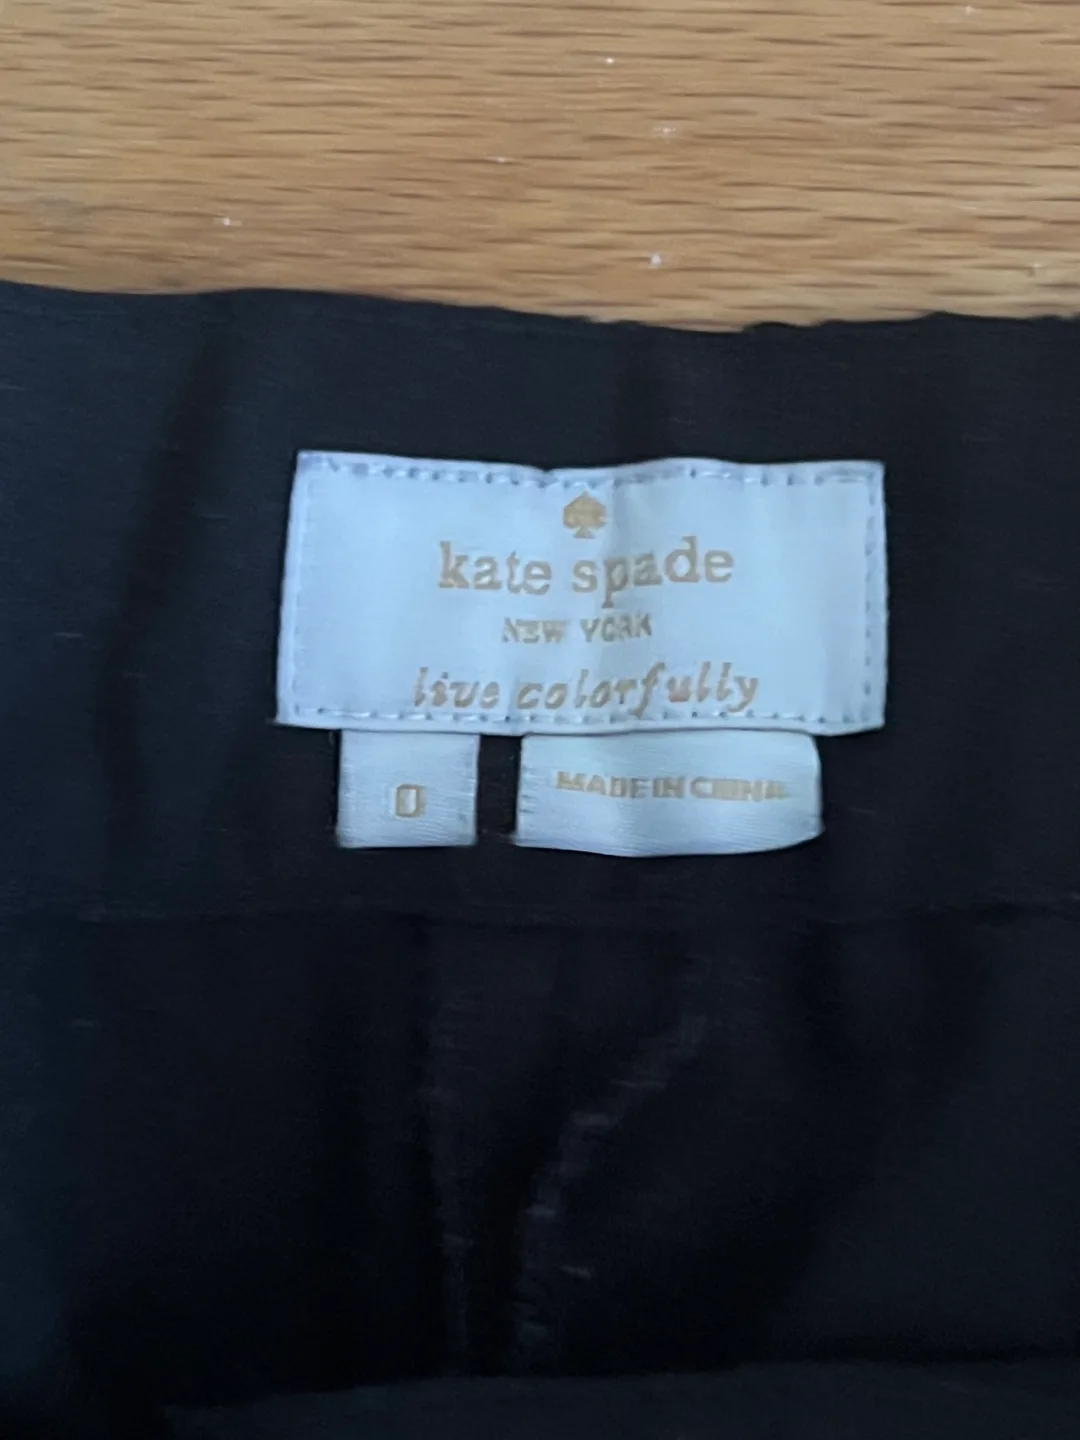 kate spade
NEW YORK
live colorfully
0
MADE IN CHINA